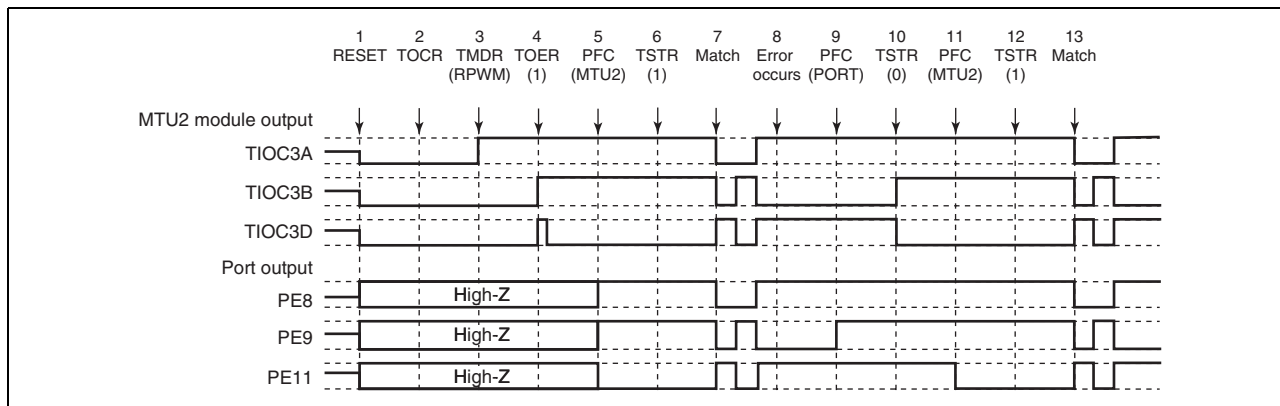 1 2 3 4 5 6 7 8 9 10 11 12 13
RESET TOCR TMDR TOER PFC TSTR Match Error PFC TSTR PFC TSTR Match
(RPWM) (1) (MTU2) (1) occurs (PORT) (0) (MTU2) (1)
MTU2 module output
TIOC3A
TIOC3B
TIOC3D
Port output
PE8 High-Z
PE9 High-Z
PE11 High-Z